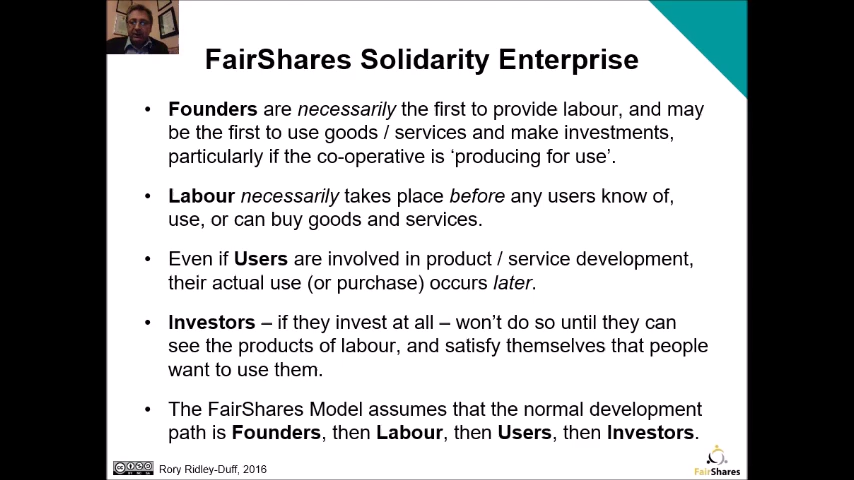 FairShares Solidarity Enterprise
• Founders are necessarily the first to provide labour, and may
be the first to use goods / services and make investments,
particularly if the co-operative is ‘producing for use’.
• Labour necessarily takes place before any users know of,
use, or can buy goods and services.
• Even if Users are involved in product / service development,
their actual use (or purchase) occurs later.
• Investors – if they invest at all – won’t do so until they can
see the products of labour, and satisfy themselves that people
want to use them.
• The FairShares Model assumes that the normal development
path is Founders, then Labour, then Users, then Investors.
Rory Ridley-Duff, 2016
FairShares